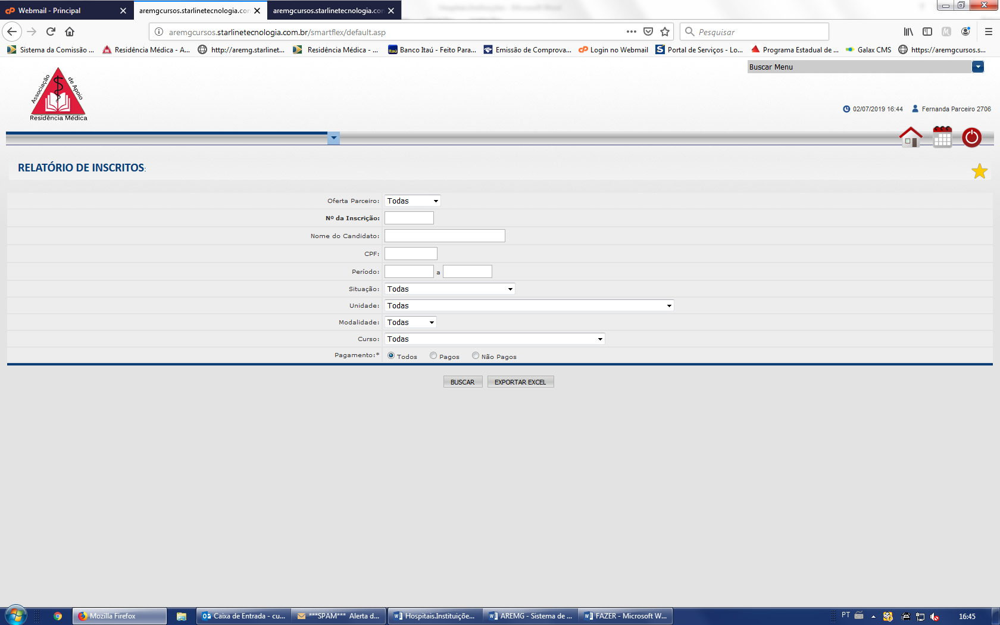 Webmail - Principal
aremgcursos.starlinetecnologia.co
aremgcursos.starlinetecnologia.co
aremgcursos.starlinetecnologia.com.br/smartflex/default.asp
Pesquisar
Sistema da Comissão ...
Residência Médica - A...
http://aremg.starlinet...
Residência Médica - ...
Itaú
Banco Itaú - Feito Para...
Emissão de Comprova...
Login no Webmail
Portal de Serviços - Lo...
Programa Estadual de ...
Galax CMS
https://aremgcursos.s...
Buscar Menu
Associação de Apoio
Residência Médica
02/07/2019 16:44
Fernanda Parceiro 2706
RELATÓRIO DE INSCRITOS:
Oferta Parceiro: Todas
Nº da Inscrição:
Nome do Candidato:
CPF:
Período: a
Situação: Todas
Unidade: Todas
Modalidade: Todas
Curso: Todas
Pagamento:* Todos Pagos Não Pagos
BUSCAR EXPORTAR EXCEL
Mozilla Firefox
Caixa de Entrada - cu...
***SPAM*** Alerta d...
Hospitais.Instituiçõe...
AREMG - Sistema de ...
FAZER - Microsoft W...
PT
16:45